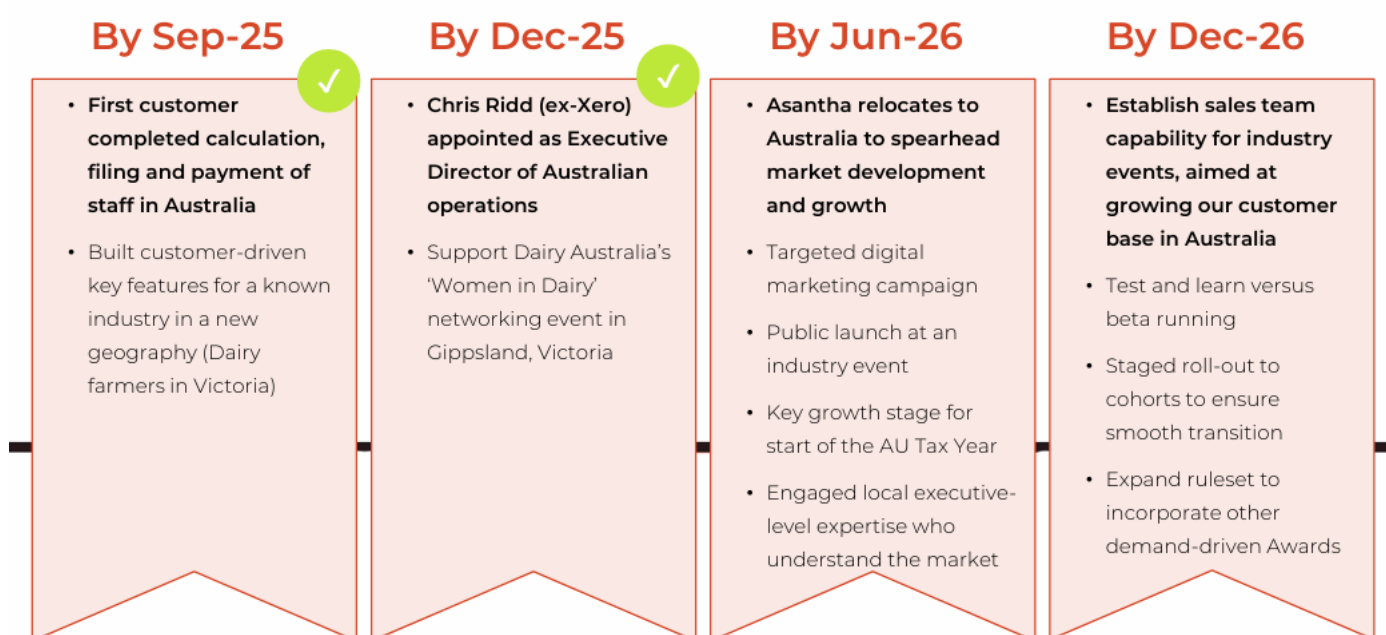 By Sep-25
• First customer
completed calculation,
filing and payment of
staff in Australia
• Built customer-driven
key features for a known
industry in a new
geography (Dairy
farmers in Victoria)
By Dec-25
• Chris Ridd (ex-Xero)
appointed as Executive
Director of Australian
operations
• Support Dairy Australia’s
‘Women in Dairy’
networking event in
Gippsland, Victoria
By Jun-26
• Asantha relocates to
Australia to spearhead
market development
and growth
• Targeted digital
marketing campaign
• Public launch at an
industry event
• Key growth stage for
start of the AU Tax Year
• Engaged local executive-
level expertise who
understand the market
By Dec-26
• Establish sales team
capability for industry
events, aimed at
growing our customer
base in Australia
• Test and learn versus
beta running
• Staged roll-out to
cohorts to ensure
smooth transition
• Expand ruleset to
incorporate other
demand-driven Awards